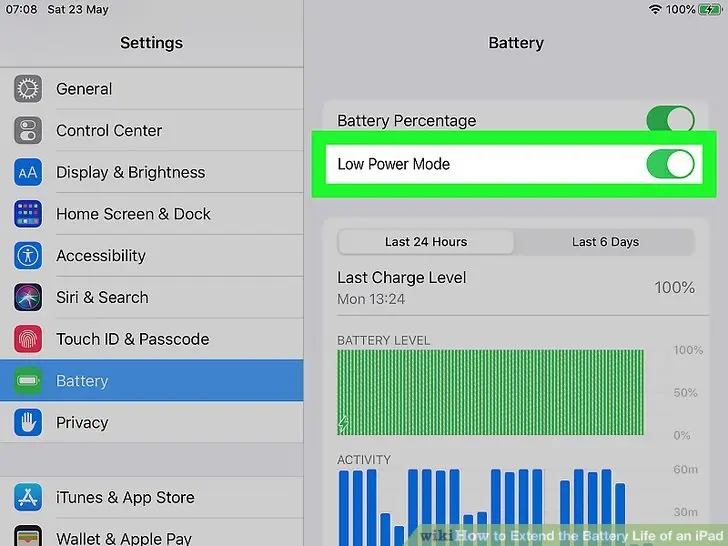 07:08 Sat 23 May 100%
Settings
Battery
General
Control Center
AA Display & Brightness
Home Screen & Dock
Accessibility
Siri & Search
Touch ID & Passcode
Battery
Privacy
iTunes & App Store
Wallet & Apple Pay
Battery Percentage
Low Power Mode
Last 24 Hours Last 6 Days
Last Charge Level 100%
Mon 13:24
BATTERY LEVEL
100%
50%
0%
ACTIVITY
60m
30m
wikiHow to Extend the Battery Life of an iPad